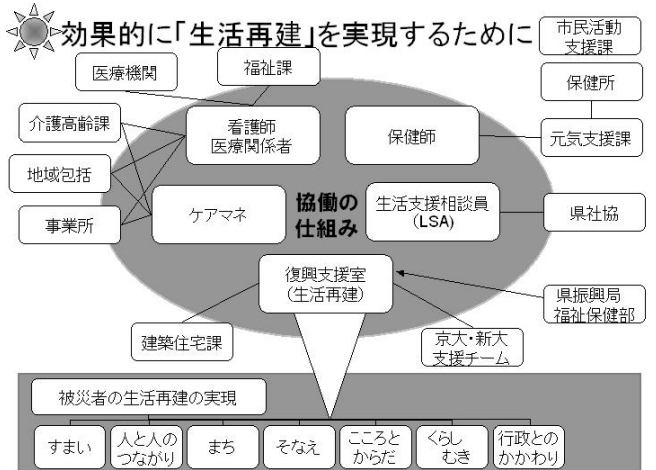 効果的に「生活再建」を実現するために
市民活動
支援課
医療機関
福祉課
保健所
介護高齢課
看護師
医療関係者
保健師
元気支援課
地域包括
ケアマネ
協働の
仕組み
生活支援相談員
(LSA)
県社協
事業所
復興支援室
(生活再建)
県振興局
福祉保健部
建築住宅課
京大・新大
支援チーム
被災者の生活再建の実現
すまい
人と人の
つながり
まち
そなえ
こころと
からだ
くらし
むき
行政との
かかわり